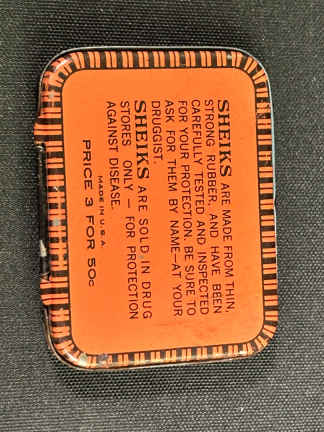 SHEIKS ARE MADE FROM THIN,
STRONG RUBBER, AND HAVE BEEN
CAREFULLY TESTED AND INSPECTED
FOR YOUR PROTECTION. BE SURE TO
ASK FOR THEM BY NAME—AT YOUR
DRUGGIST.
SHEIKS ARE SOLD IN DRUG
STORES ONLY — FOR PROTECTION
AGAINST DISEASE.
MADE IN U.S.A.
PRICE 3 FOR 50c